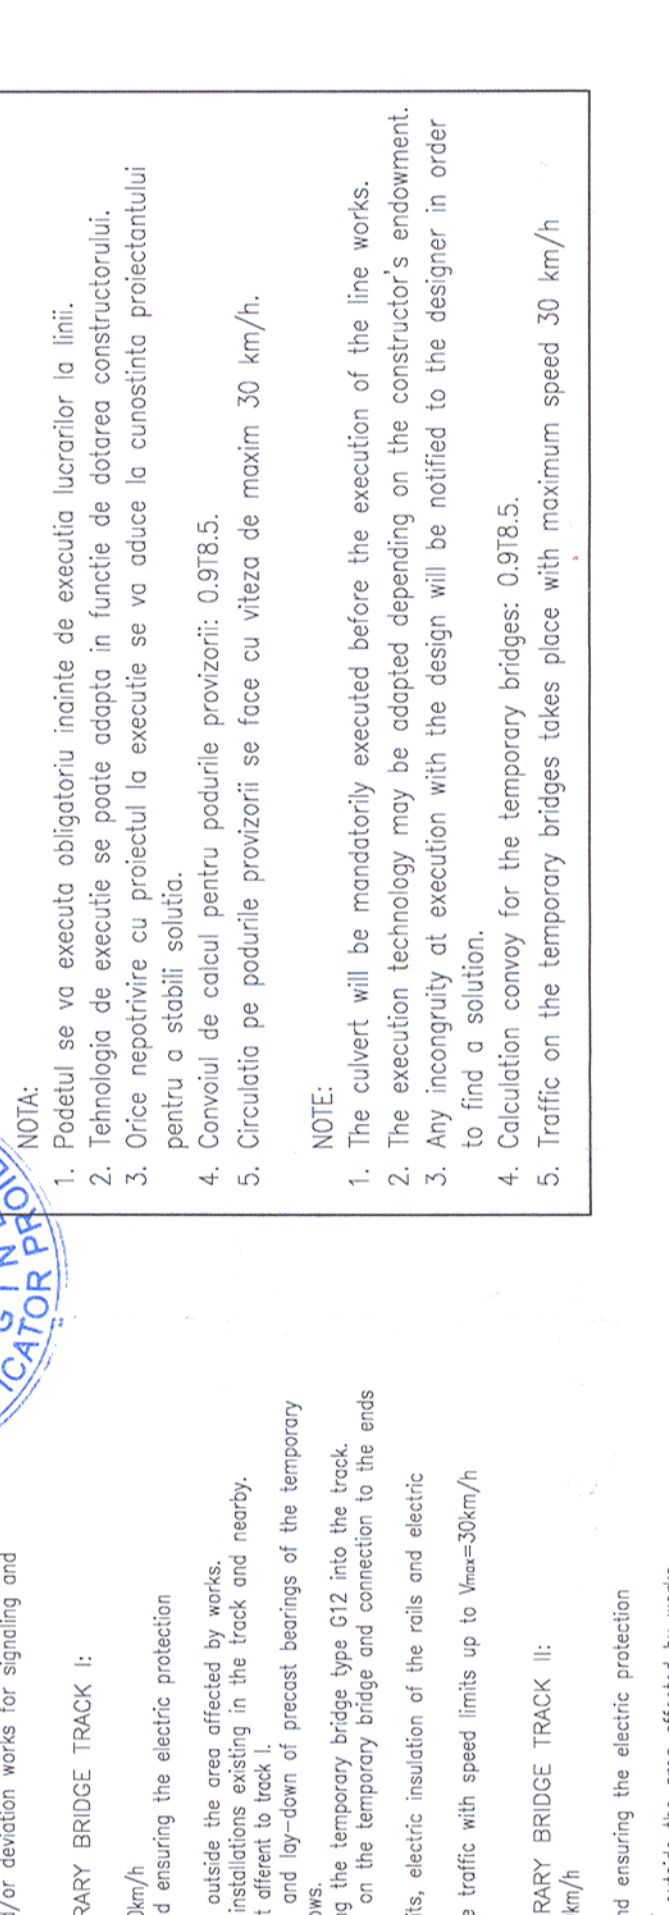 NOTA:
1. Podetul se va executa obligatoriu inainte de executia lucrarilor la linii.
2. Tehnologia de executie se poate adapta in functie de dotarea constructorului.
3. Orice nepotrivire cu proiectul la executie se va aduce la cunostinta proiectantului
pentru a stabili solutia.
4. Convoiul de calcul pentru podurile provizorii: 0.9T8.5.
5. Circulatia pe podurile provizorii se face cu viteza de maxim 30 km/h.
NOTE:
1. The culvert will be mandatorily executed before the execution of the line works.
2. The execution technology may be adapted depending on the constructor's endowment.
3. Any incongruity at execution with the design will be notified to the designer in order
to find a solution.
4. Calculation convoy for the temporary bridges: 0.9T8.5.
5. Traffic on the temporary bridges takes place with maximum speed 30 km/h
ICATOR PROIE
/or deviation works for signaling and
RARY BRIDGE TRACK I:
0km/h
d ensuring the electric protection
outside the area affected by works.
installations existing in the track and nearby.
t afferent to track I.
and lay-down of precast bearings of the temporary
ows.
ng the temporary bridge type G12 into the track.
on the temporary bridge and connection to the ends
its, electric insulation of the rails and electric
e traffic with speed limits up to Vmax=30km/h
RARY BRIDGE TRACK II:
km/h
nd ensuring the electric protection